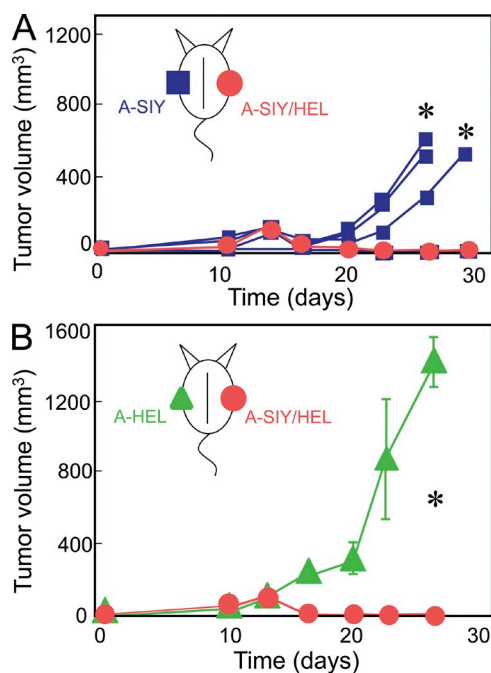 A
1200
800
400
0
Tumor volume (mm³)
A-SIY
A-SIY/HEL
*
*
0 10 20 30
Time (days)
B
1600
1200
800
400
0
Tumor volume (mm³)
A-HEL
A-SIY/HEL
*
0 10 20 30
Time (days)